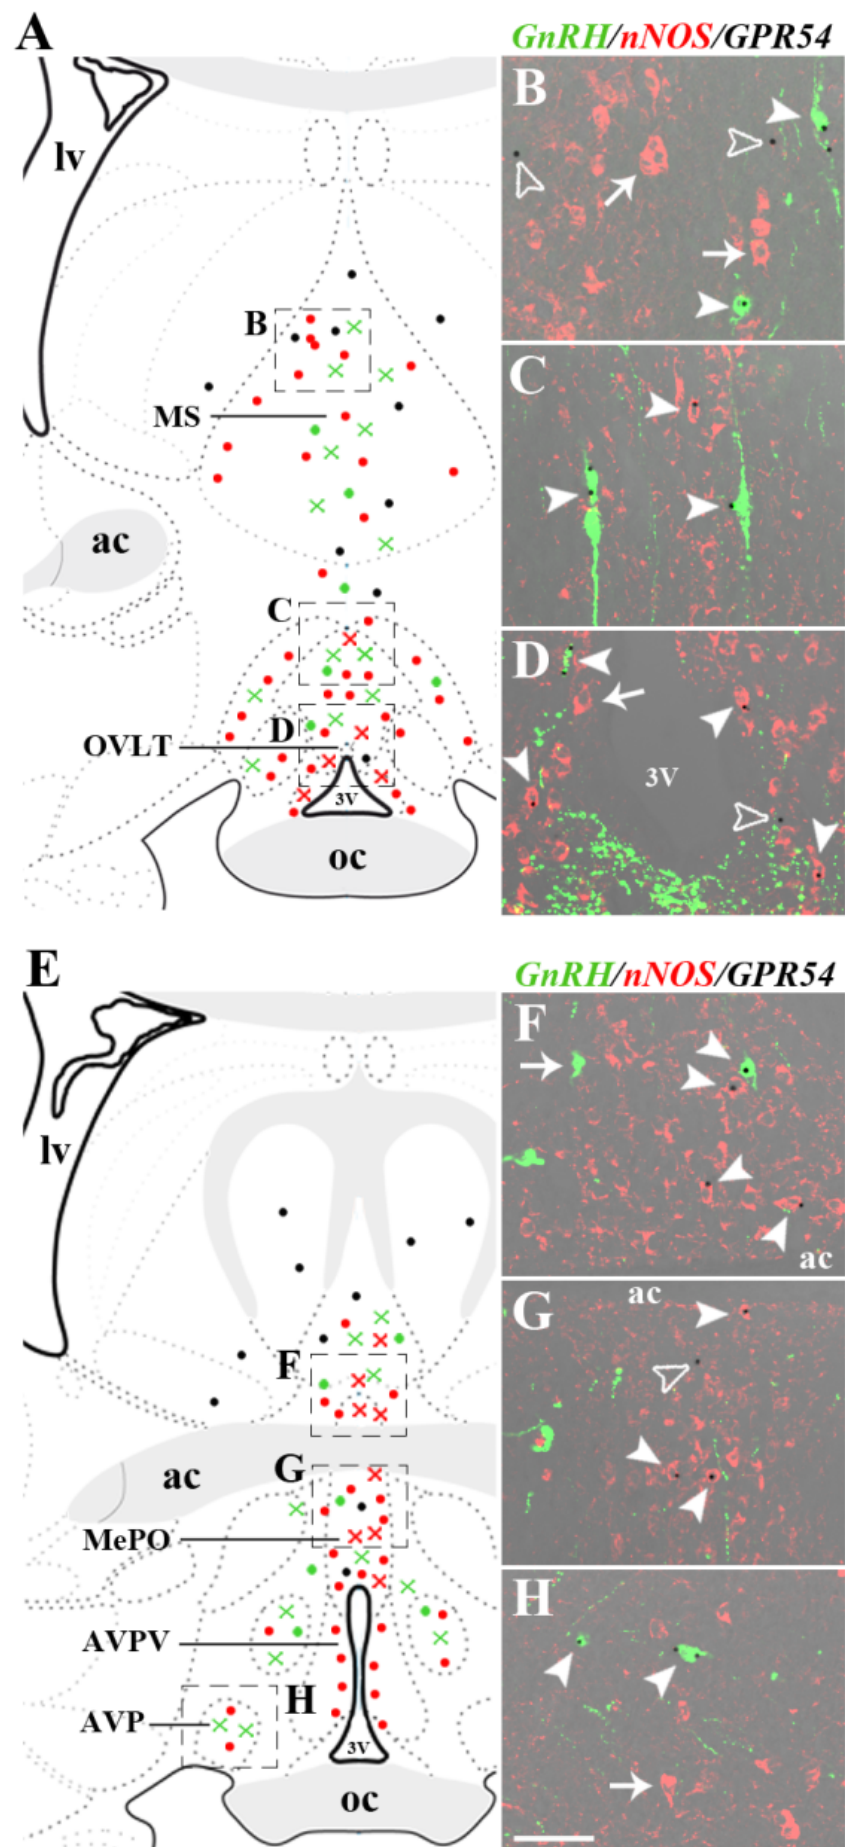 A
GnRH/nNOS/GPR54
lv
B
MS
ac
C
D
OVLT
3V
oc
B
C
D
3V
E
GnRH/nNOS/GPR54
lv
F
ac
G
MePO
AVPV
AVP
H
3V
oc
F
ac
G
ac
H